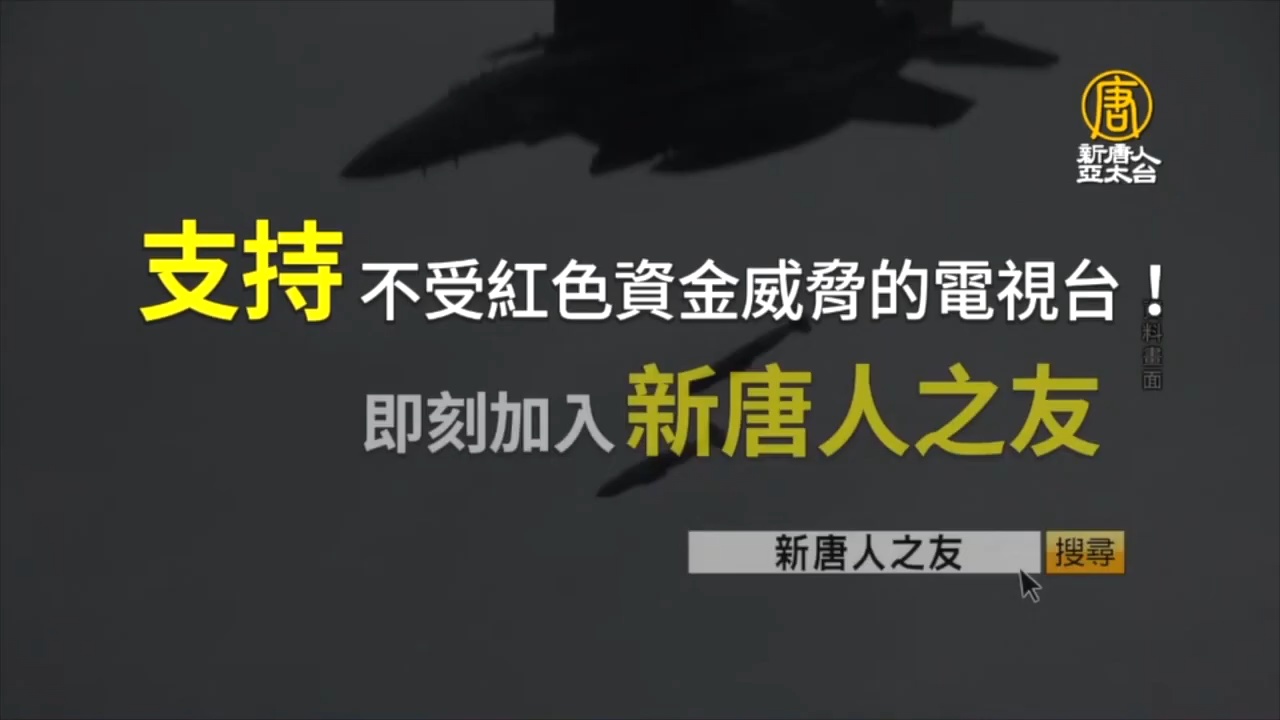 新唐人
亞太台
支持 不受紅色資金威脅的電視台！
料畫面
即刻加入 新唐人之友
新唐人之友 搜尋